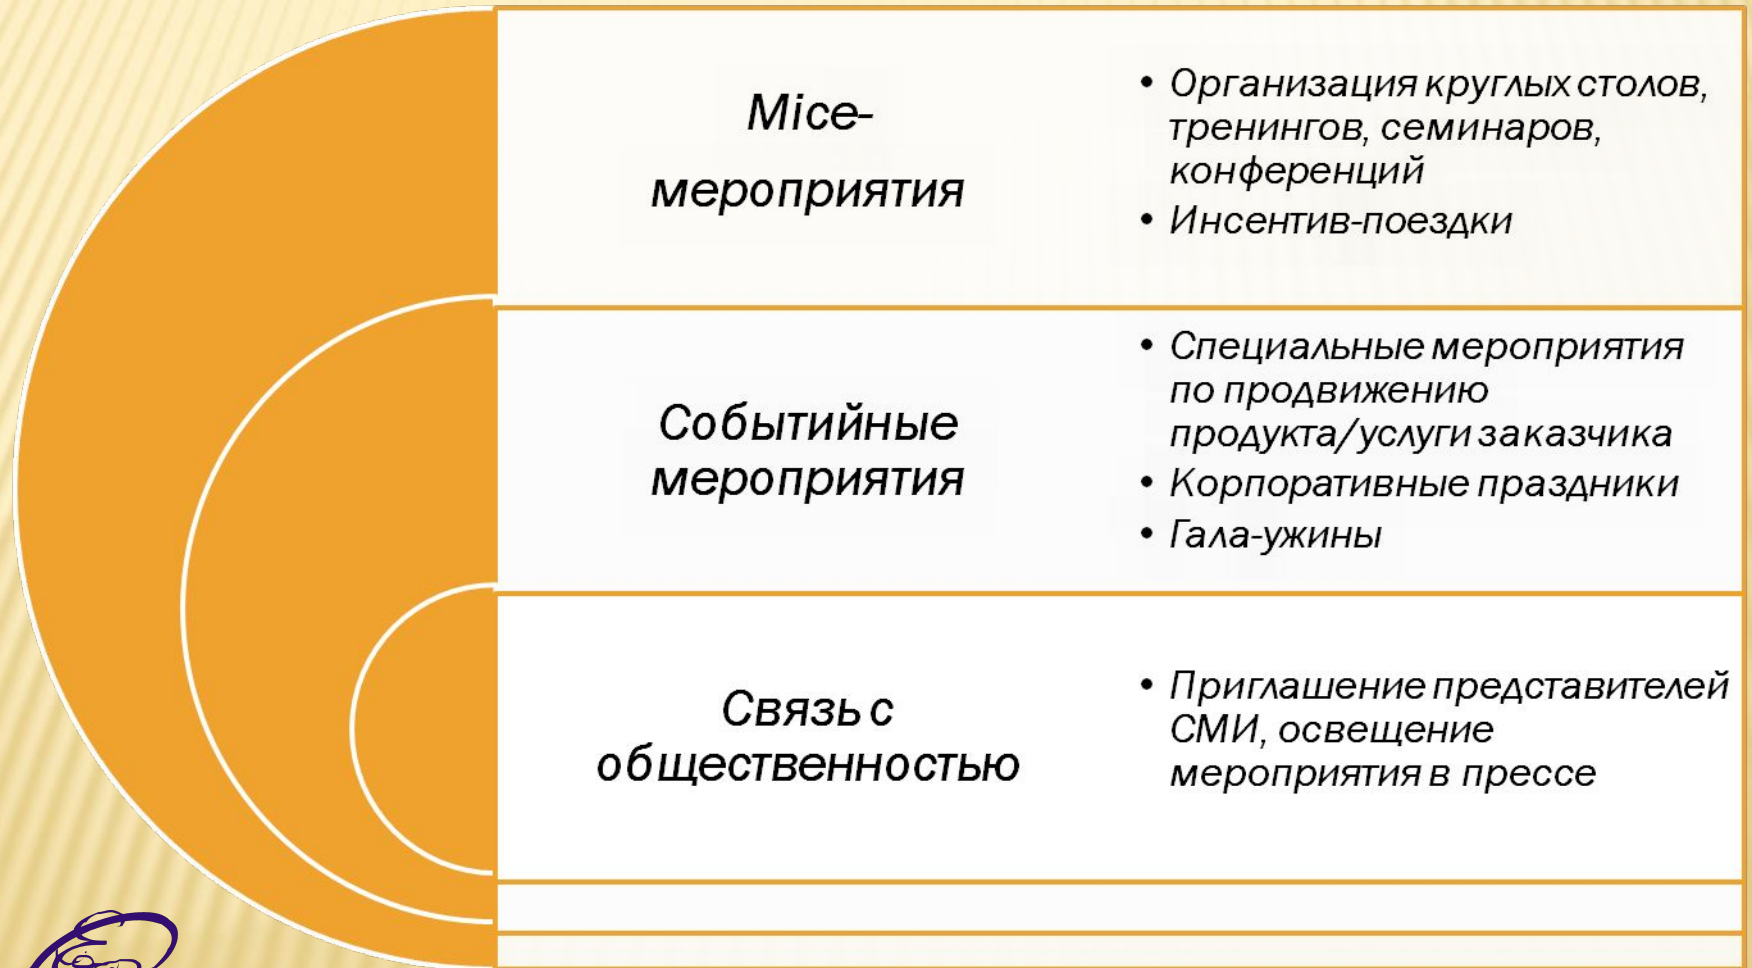 Mice-
мероприятия
• Организация круглых столов,
тренингов, семинаров,
конференций
• Инсентив-поездки
Событийные
мероприятия
• Специальные мероприятия
по продвижению
продукта/услуги заказчика
• Корпоративные праздники
• Гала-ужины
Связь с
общественностью
• Приглашение представителей
СМИ, освещение
мероприятия в прессе